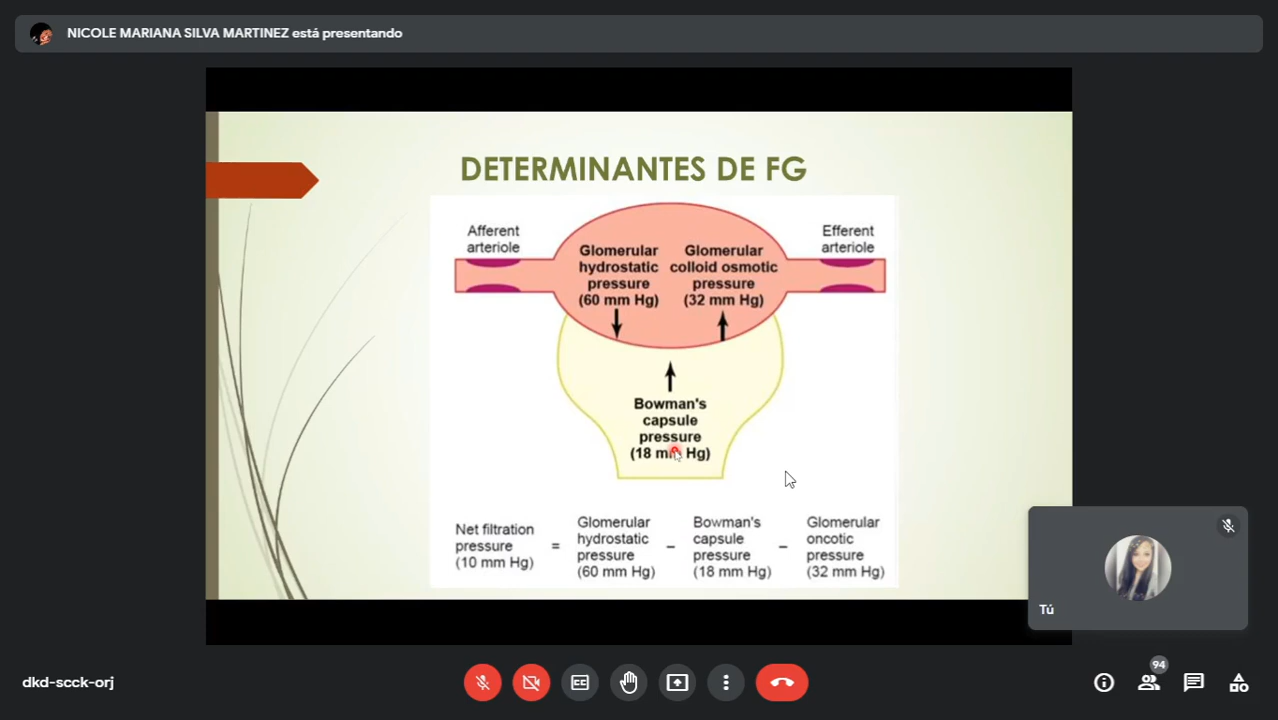 NICOLE MARIANA SILVA MARTINEZ está presentando
DETERMINANTES DE FG
Afferent
arteriole
Efferent
arteriole
Glomerular
hydrostatic
pressure
(60 mm Hg)
Glomerular
colloid osmotic
pressure
(32 mm Hg)
Bowman's
capsule
pressure
(18 mm Hg)
Net filtration
pressure
(10 mm Hg)
=
Glomerular
hydrostatic
pressure
(60 mm Hg)
–
Bowman's
capsule
pressure
(18 mm Hg)
–
Glomerular
oncotic
pressure
(32 mm Hg)
Tú
dkd-scck-orj
CC
94